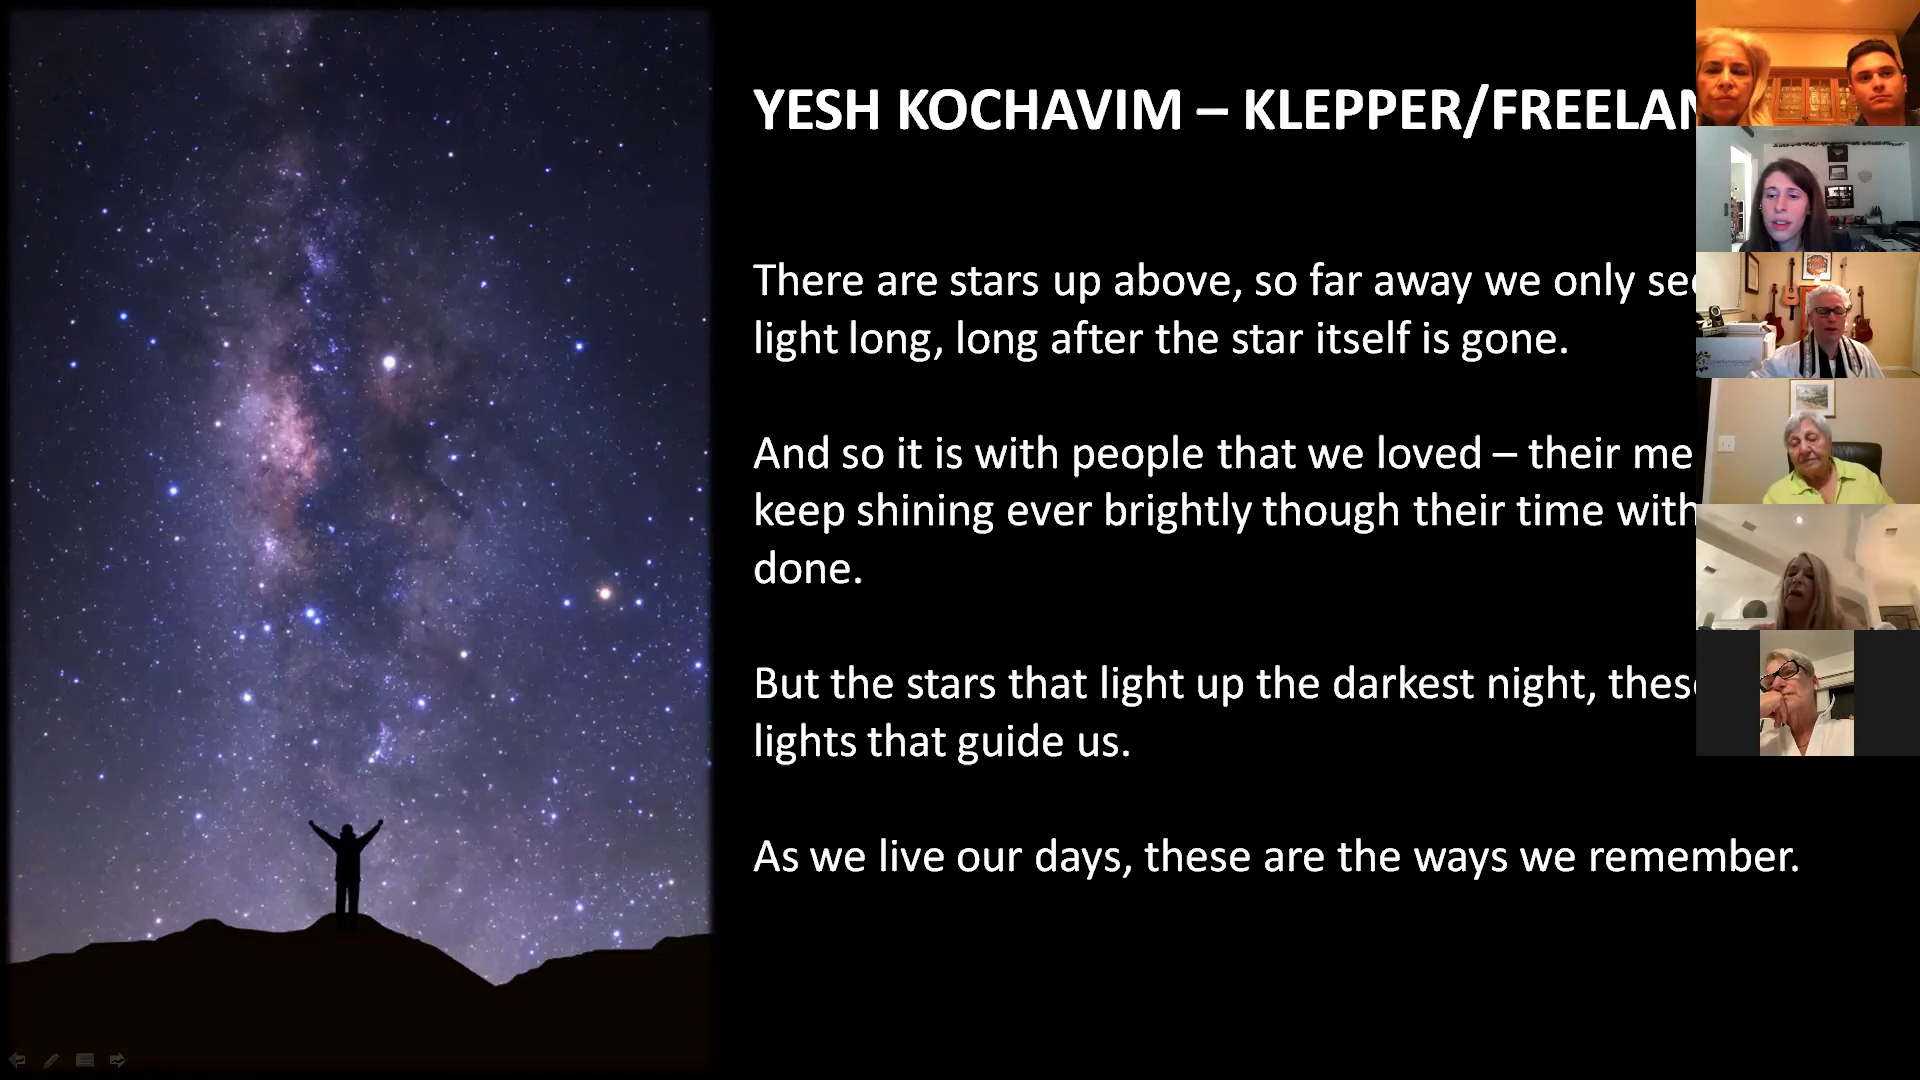 YESH KOCHAVIM – KLEPPER/FREELAN
There are stars up above, so far away we only see
light long, long after the star itself is gone.
And so it is with people that we loved – their me
keep shining ever brightly though their time with
done.
But the stars that light up the darkest night, these
lights that guide us.
As we live our days, these are the ways we remember.